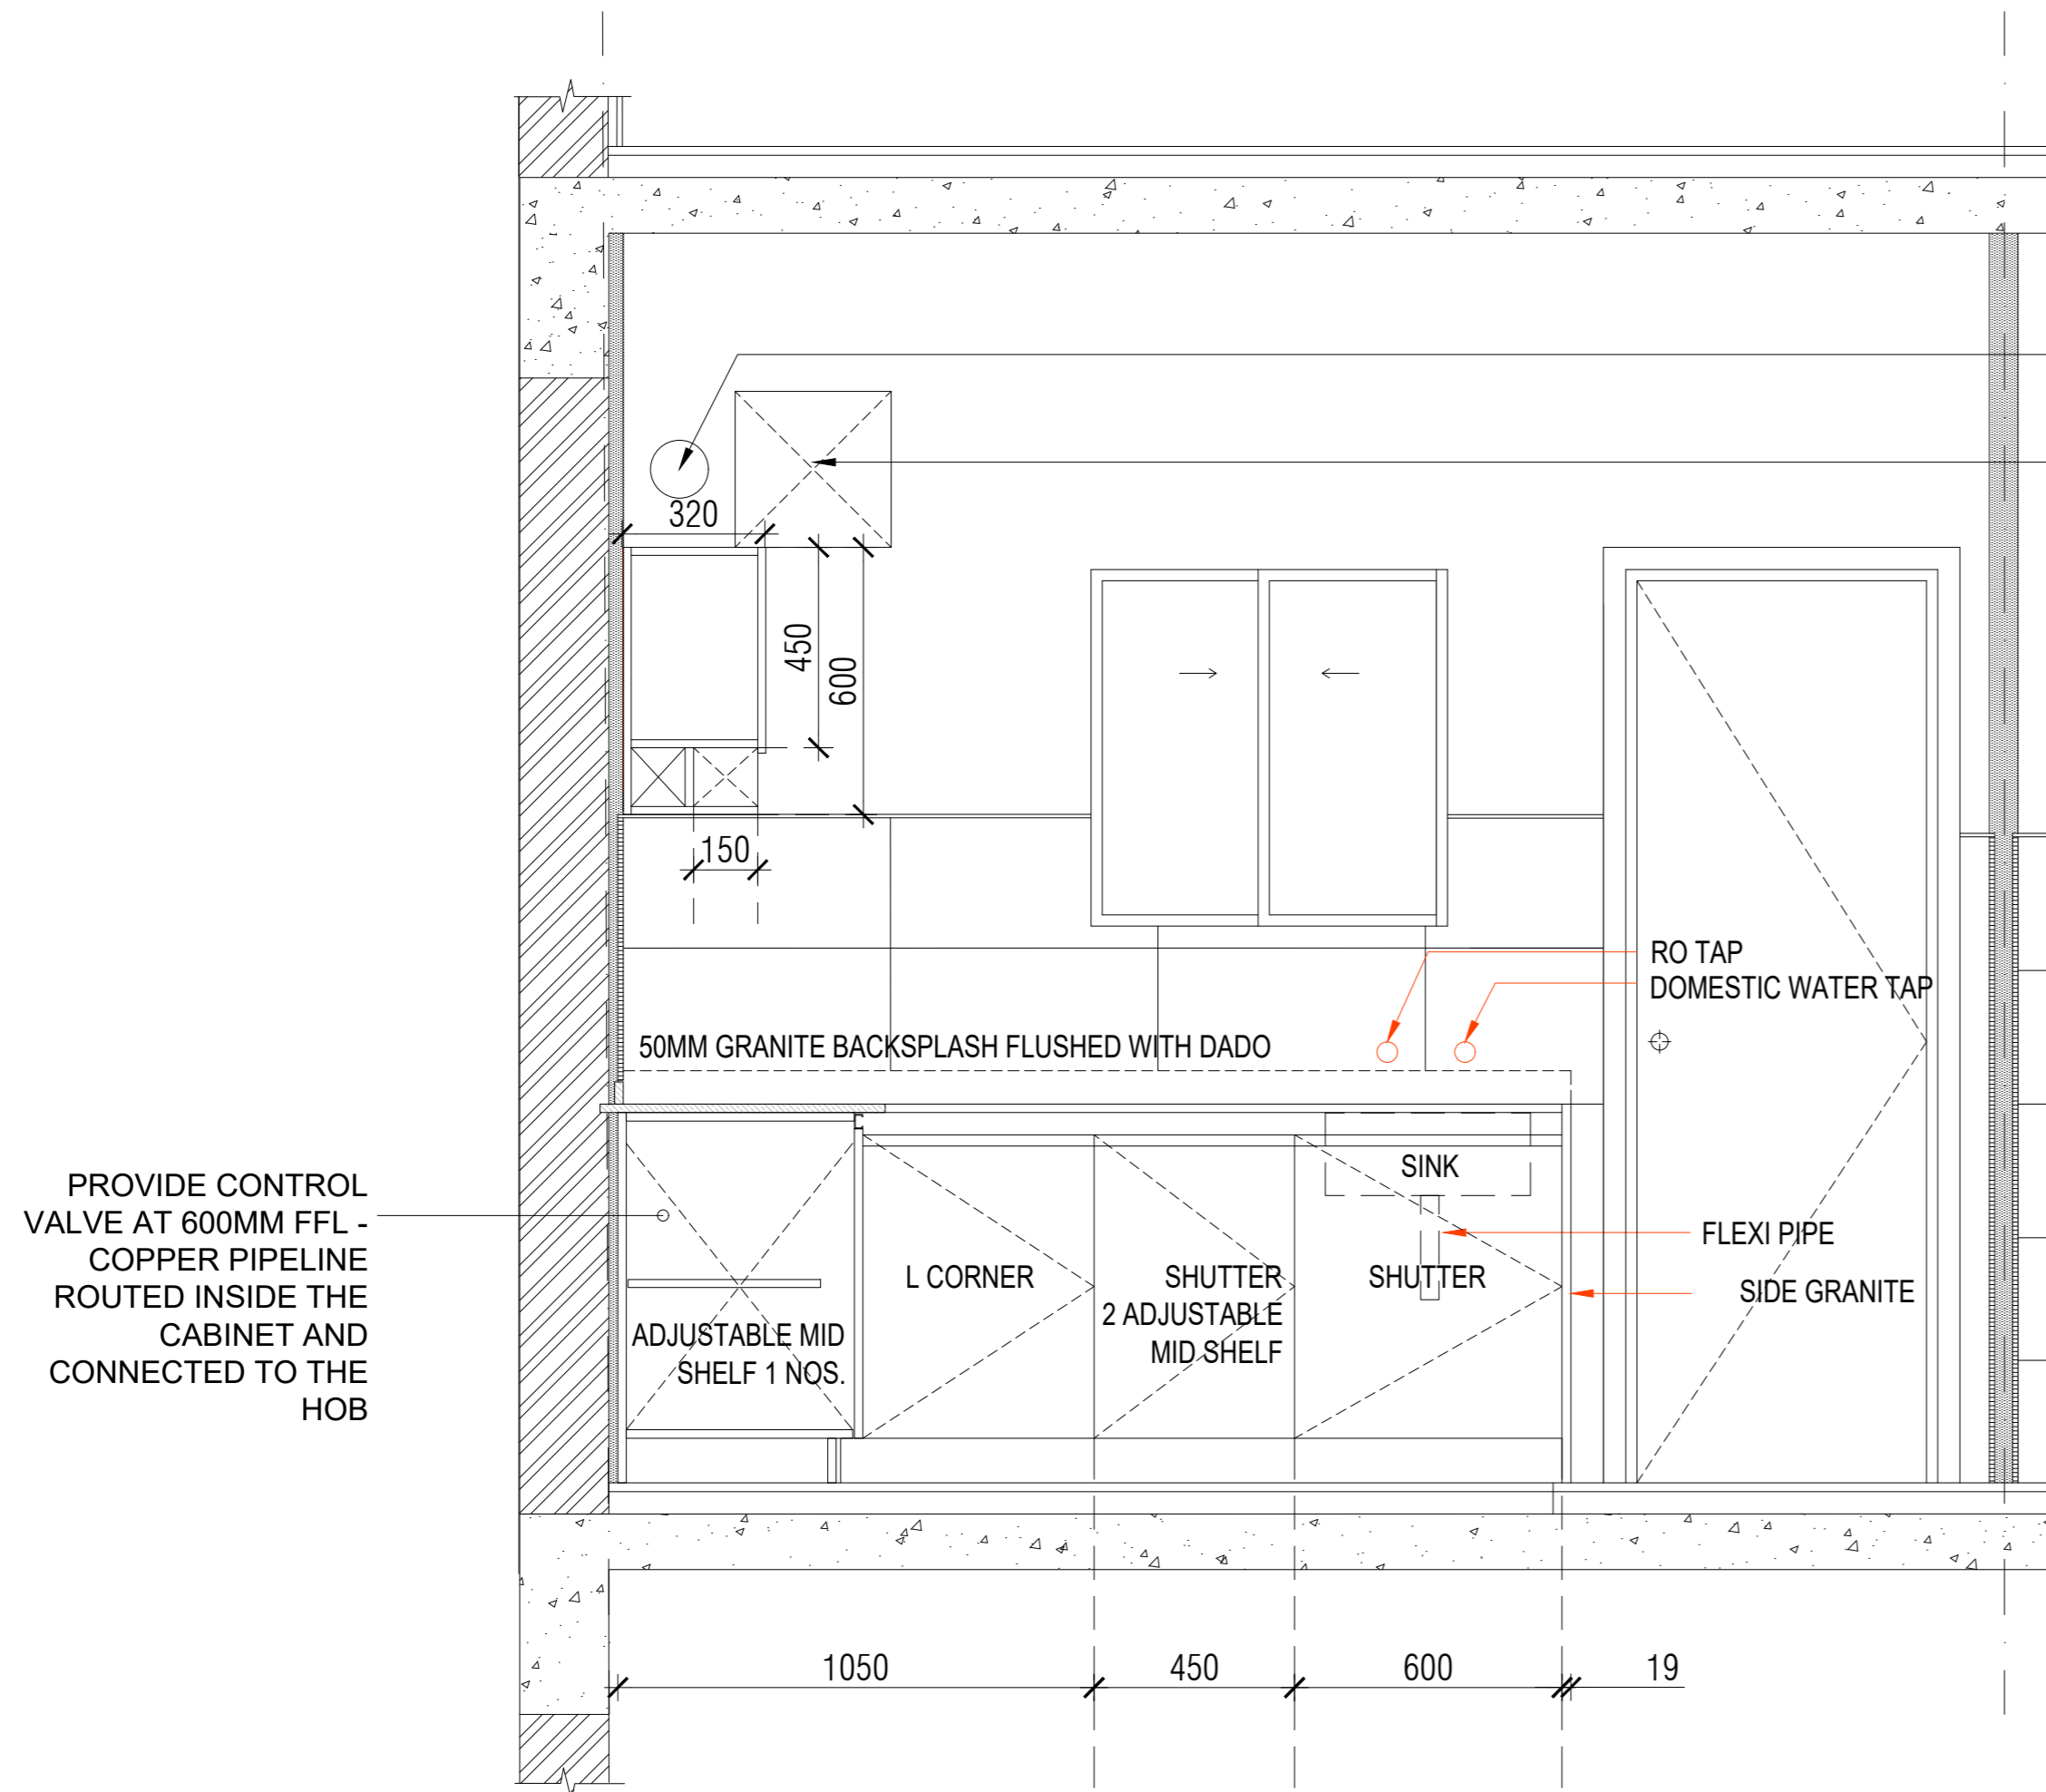 320
450
600
150
RO TAP
DOMESTIC WATER TAP
50MM GRANITE BACKSPLASH FLUSHED WITH DADO
SINK
PROVIDE CONTROL
VALVE AT 600MM FFL -
COPPER PIPELINE
ROUTED INSIDE THE
CABINET AND
CONNECTED TO THE
HOB
FLEXI PIPE
L CORNER
SHUTTER
2 ADJUSTABLE
MID SHELF
SHUTTER
SIDE GRANITE
ADJUSTABLE MID
SHELF 1 NOS.
1050
450
600
19